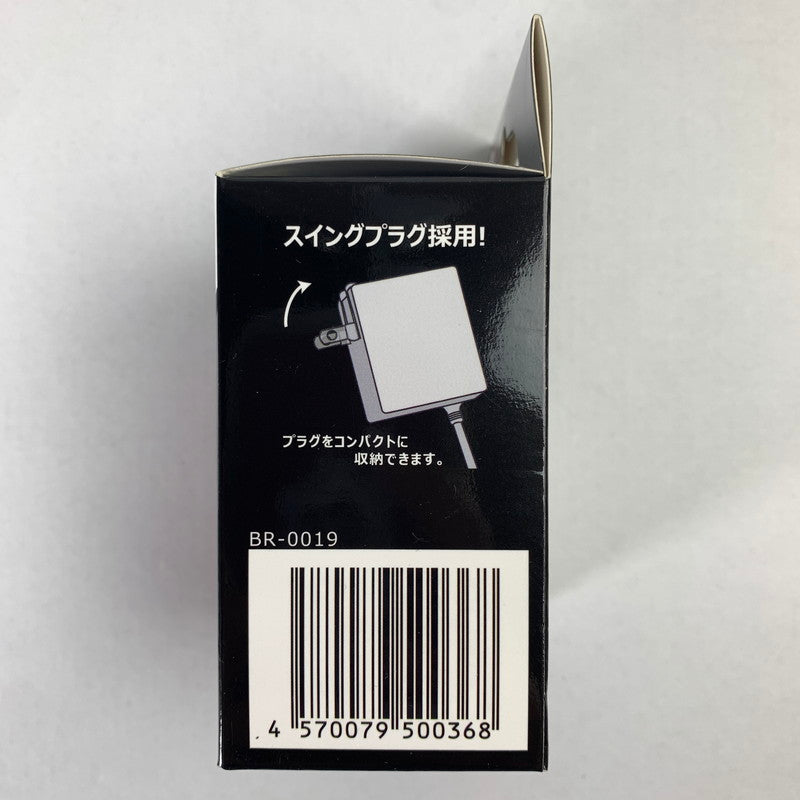 スイングプラグ採用!
プラグをコンパクトに
収納できます。
BR-0019
4 570079 500368